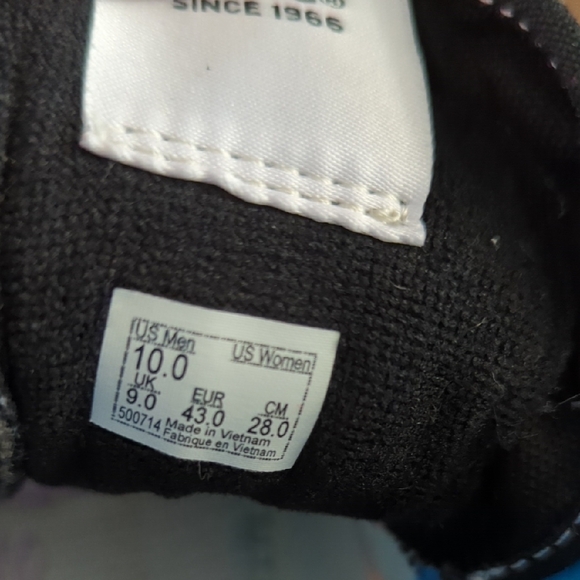 SINCE 1966
US Men US Women
10.0
UK EUR CM
9.0 43.0 28.0
500714 Made in Vietnam
Fabrique en Vietnam